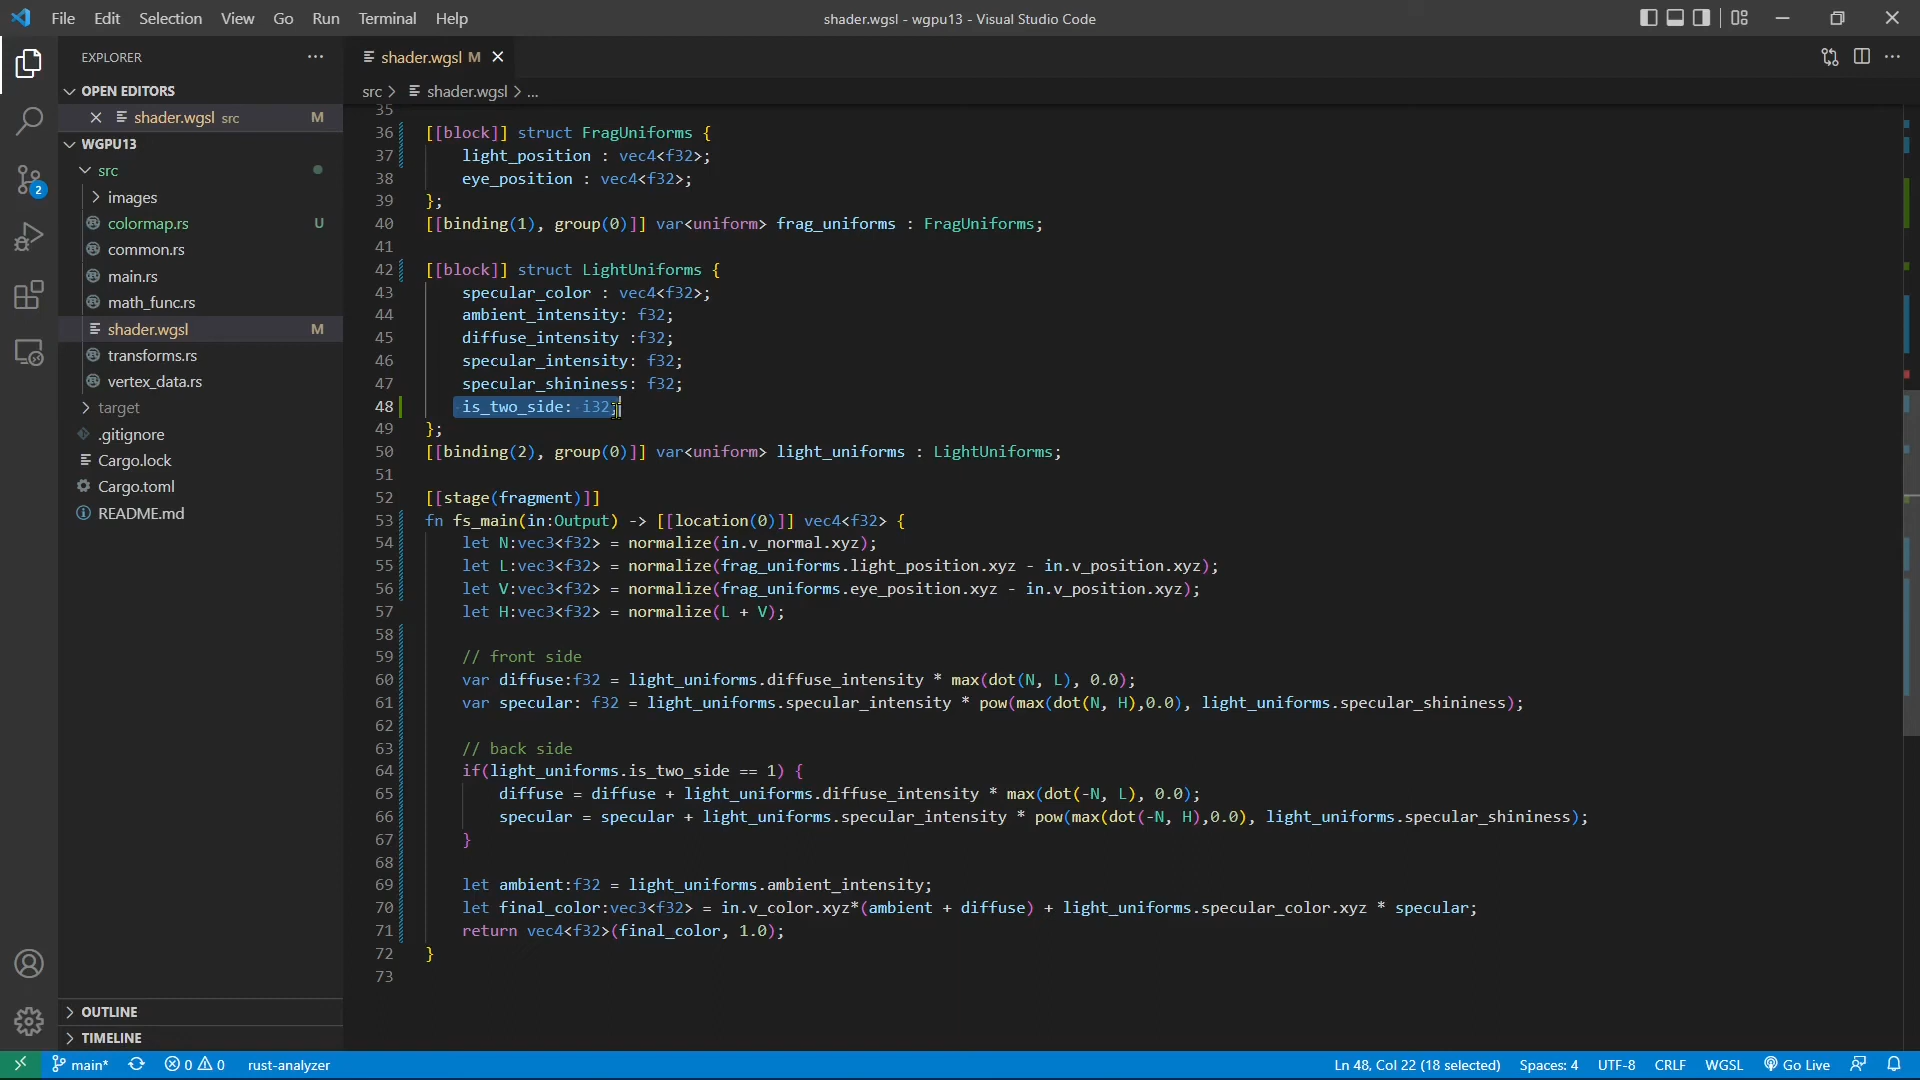 File Edit Selection View Go Run Terminal Help
shader.wgsl - wgpu13 - Visual Studio Code
EXPLORER
OPEN EDITORS
shader.wgsl src M
WGPU13
src
images
colormap.rs U
common.rs
main.rs
math_func.rs
shader.wgsl M
transforms.rs
vertex_data.rs
target
.gitignore
Cargo.lock
Cargo.toml
README.md
OUTLINE
TIMELINE
2
shader.wgsl M
src > shader.wgsl > ...
35
36 [[block]] struct FragUniforms {
37 light_position : vec4<f32>;
38 eye_position : vec4<f32>;
39 };
40 [[binding(1), group(0)]] var<uniform> frag_uniforms : FragUniforms;
41
42 [[block]] struct LightUniforms {
43 specular_color : vec4<f32>;
44 ambient_intensity: f32;
45 diffuse_intensity :f32;
46 specular_intensity: f32;
47 specular_shininess: f32;
48 is_two_side: i32;
49 };
50 [[binding(2), group(0)]] var<uniform> light_uniforms : LightUniforms;
51
52 [[stage(fragment)]]
53 fn fs_main(in:Output) -> [[location(0)]] vec4<f32> {
54 let N:vec3<f32> = normalize(in.v_normal.xyz);
55 let L:vec3<f32> = normalize(frag_uniforms.light_position.xyz - in.v_position.xyz);
56 let V:vec3<f32> = normalize(frag_uniforms.eye_position.xyz - in.v_position.xyz);
57 let H:vec3<f32> = normalize(L + V);
58
59 // front side
60 var diffuse:f32 = light_uniforms.diffuse_intensity * max(dot(N, L), 0.0);
61 var specular: f32 = light_uniforms.specular_intensity * pow(max(dot(N, H),0.0), light_uniforms.specular_shininess);
62
63 // back side
64 if(light_uniforms.is_two_side == 1) {
65 diffuse = diffuse + light_uniforms.diffuse_intensity * max(dot(-N, L), 0.0);
66 specular = specular + light_uniforms.specular_intensity * pow(max(dot(-N, H),0.0), light_uniforms.specular_shininess);
67 }
68
69 let ambient:f32 = light_uniforms.ambient_intensity;
70 let final_color:vec3<f32> = in.v_color.xyz*(ambient + diffuse) + light_uniforms.specular_color.xyz * specular;
71 return vec4<f32>(final_color, 1.0);
72 }
73
main* 0 0 rust-analyzer
Ln 48, Col 22 (18 selected) Spaces: 4 UTF-8 CRLF WGSL Go Live